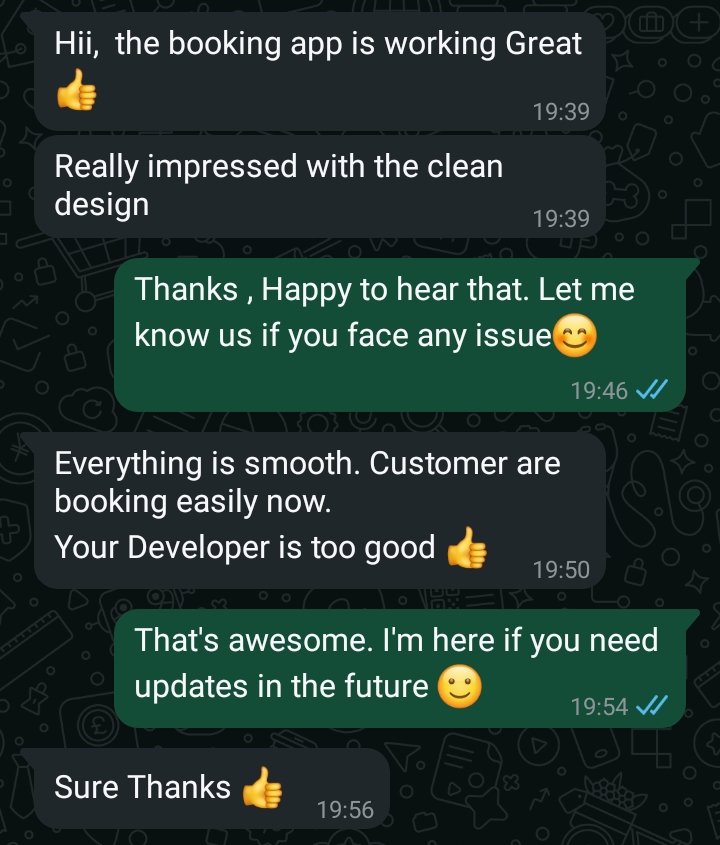 Hii,  the booking app is working Great
👍
19:39
Really impressed with the clean
design
19:39
Thanks , Happy to hear that. Let me
know us if you face any issue😊
19:46
Everything is smooth. Customer are
booking easily now.
Your Developer is too good 👍
19:50
That's awesome. I'm here if you need
updates in the future 🙂
19:54
Sure Thanks 👍
19:56